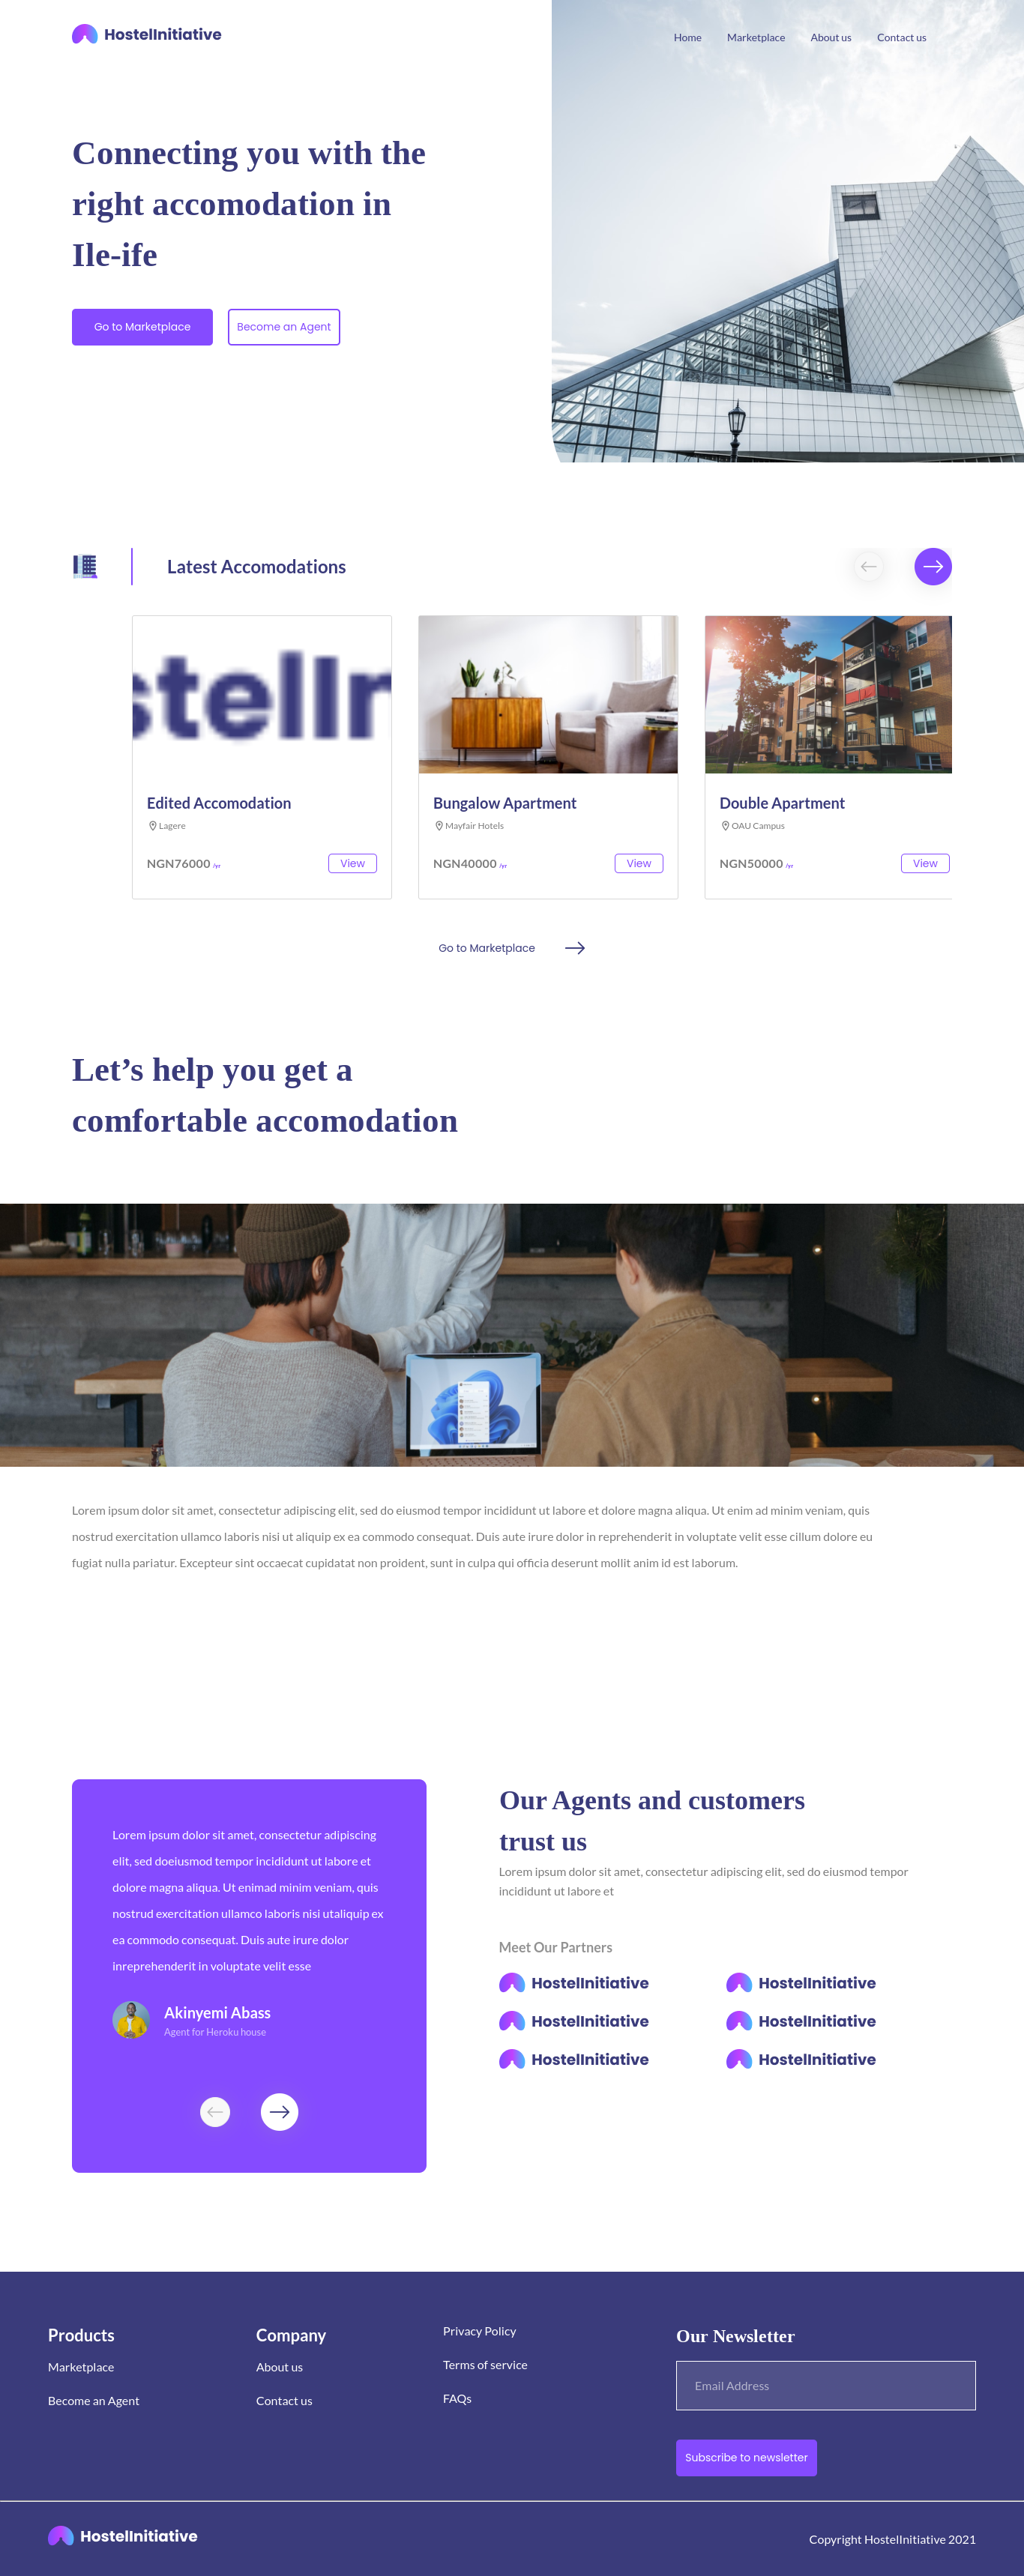 HostelInitiative
Home Marketplace About us Contact us
Connecting you with the
right accomodation in
Ile-ife
Go to Marketplace Become an Agent
Latest Accomodations
stelIn
Edited Accomodation
Lagere
NGN76000 /yr View
Bungalow Apartment
Mayfair Hotels
NGN40000 /yr View
Double Apartment
OAU Campus
NGN50000 /yr View
Go to Marketplace
Let’s help you get a
comfortable accomodation
Lorem ipsum dolor sit amet, consectetur adipiscing elit, sed do eiusmod tempor incididunt ut labore et dolore magna aliqua. Ut enim ad minim veniam, quis
nostrud exercitation ullamco laboris nisi ut aliquip ex ea commodo consequat. Duis aute irure dolor in reprehenderit in voluptate velit esse cillum dolore eu
fugiat nulla pariatur. Excepteur sint occaecat cupidatat non proident, sunt in culpa qui officia deserunt mollit anim id est laborum.
Lorem ipsum dolor sit amet, consectetur adipiscing
elit, sed doeiusmod tempor incididunt ut labore et
dolore magna aliqua. Ut enimad minim veniam, quis
nostrud exercitation ullamco laboris nisi utaliquip ex
ea commodo consequat. Duis aute irure dolor
inreprehenderit in voluptate velit esse
Akinyemi Abass
Agent for Heroku house
Our Agents and customers
trust us
Lorem ipsum dolor sit amet, consectetur adipiscing elit, sed do eiusmod tempor
incididunt ut labore et
Meet Our Partners
HostelInitiative HostelInitiative
HostelInitiative HostelInitiative
HostelInitiative HostelInitiative
Products
Marketplace
Become an Agent
Company
About us
Contact us
Privacy Policy
Terms of service
FAQs
Our Newsletter
Email Address
Subscribe to newsletter
HostelInitiative
Copyright HostelInitiative 2021